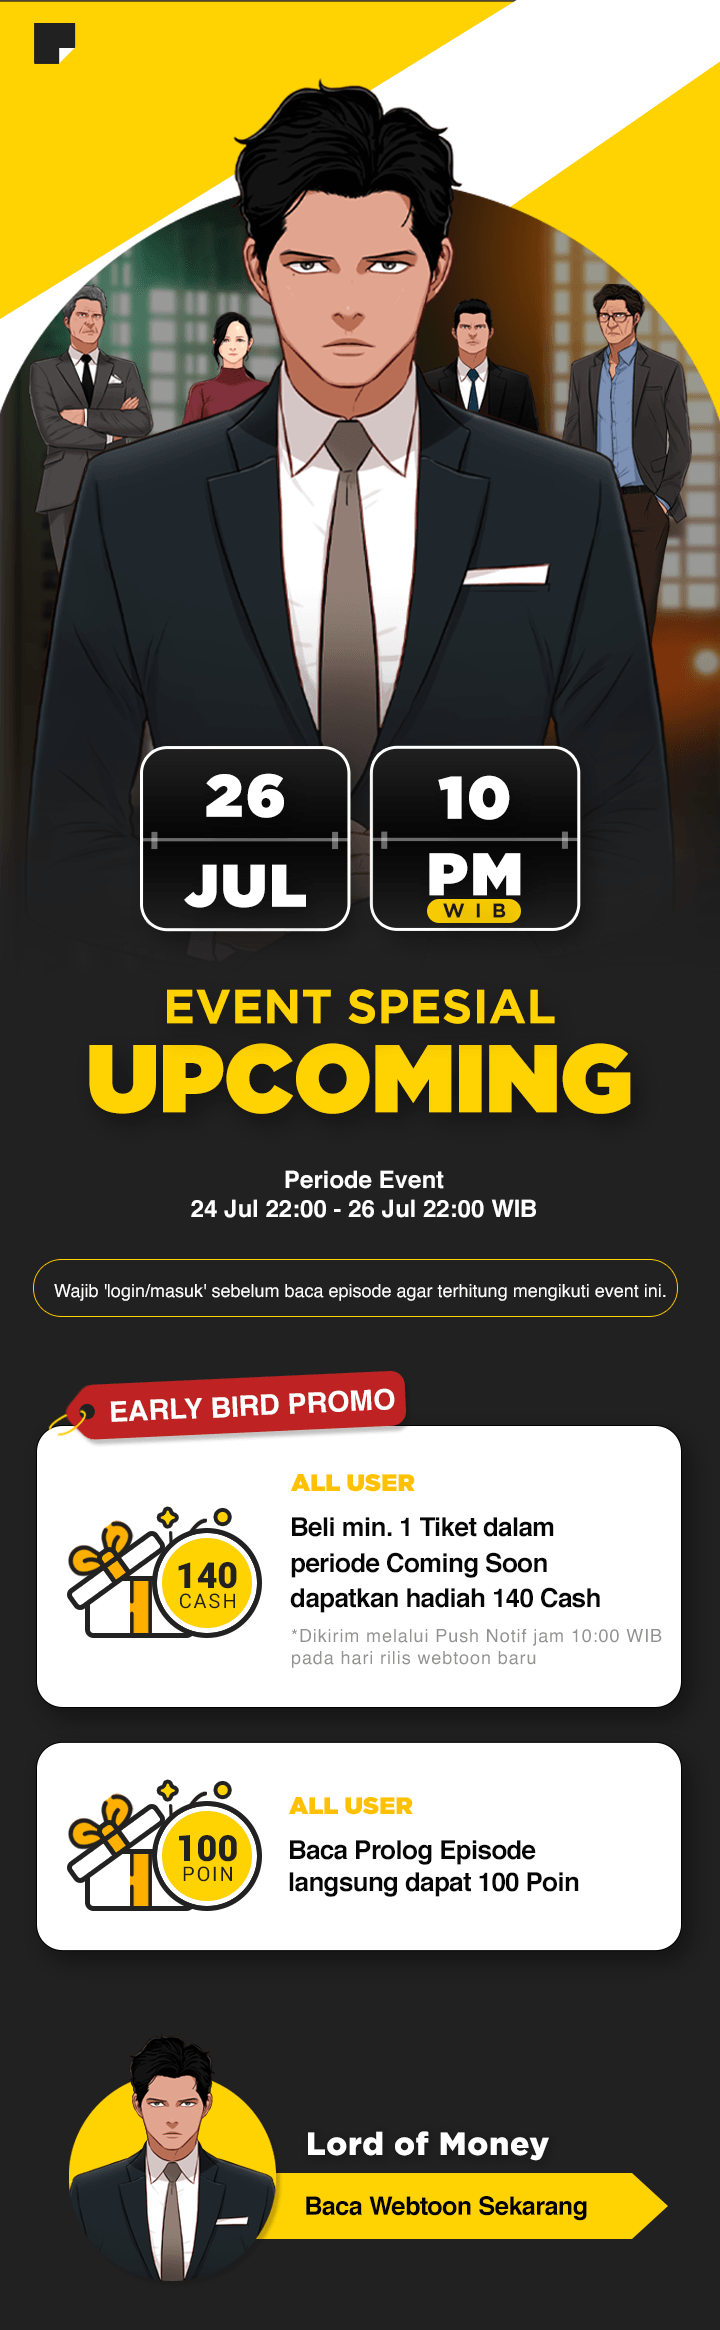 26
JUL
10
PM
WIB
EVENT SPESIAL
UPCOMING
Periode Event
24 Jul 22:00 - 26 Jul 22:00 WIB
Wajib 'login/masuk' sebelum baca episode agar terhitung mengikuti event ini.
EARLY BIRD PROMO
140
CASH
ALL USER
Beli min. 1 Tiket dalam
periode Coming Soon
dapatkan hadiah 140 Cash
*Dikirim melalui Push Notif jam 10:00 WIB
pada hari rilis webtoon baru
100
POIN
ALL USER
Baca Prolog Episode
langsung dapat 100 Poin
Lord of Money
Baca Webtoon Sekarang